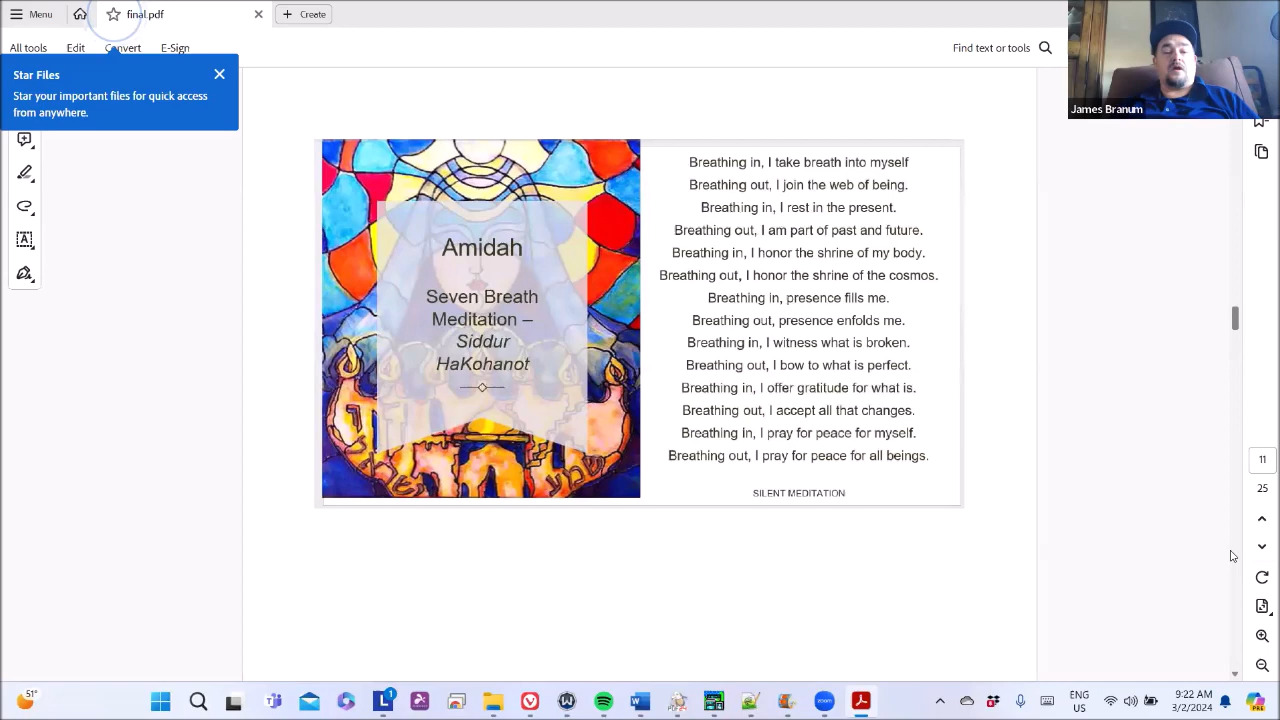 Menu
final.pdf
Create
All tools
Edit
Convert
E-Sign
Find text or tools
Star Files
Star your important files for quick access
from anywhere.
James Branum
Amidah
Seven Breath
Meditation –
Siddur
HaKohanot
Breathing in, I take breath into myself
Breathing out, I join the web of being.
Breathing in, I rest in the present.
Breathing out, I am part of past and future.
Breathing in, I honor the shrine of my body.
Breathing out, I honor the shrine of the cosmos.
Breathing in, presence fills me.
Breathing out, presence enfolds me.
Breathing in, I witness what is broken.
Breathing out, I bow to what is perfect.
Breathing in, I offer gratitude for what is.
Breathing out, I accept all that changes.
Breathing in, I pray for peace for myself.
Breathing out, I pray for peace for all beings.
SILENT MEDITATION
11
25
51°
1
ENG
US
9:22 AM
3/2/2024